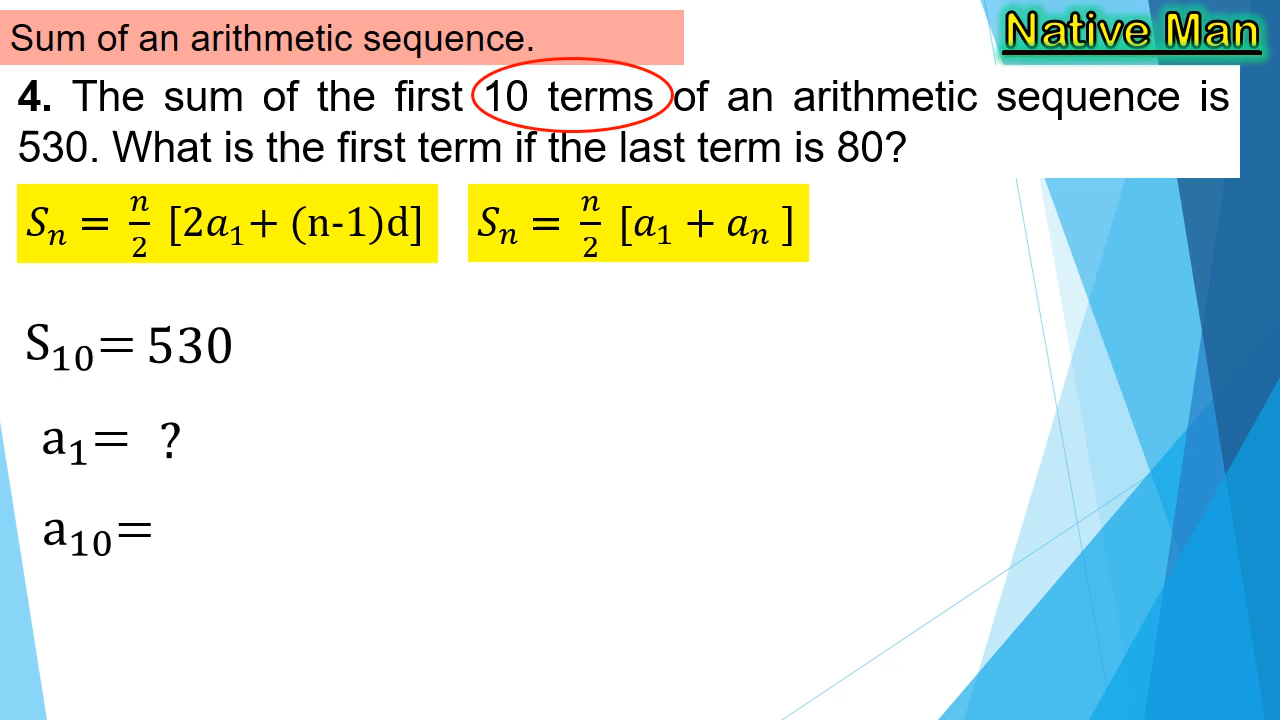 Sum of an arithmetic sequence.
Native Man
4. The sum of the first 10 terms of an arithmetic sequence is
530. What is the first term if the last term is 80?
Sₙ = n/2 [2a₁+ (n-1)d]
Sₙ = n/2 [a₁ + aₙ ]
S₁₀= 530
a₁= ?
a₁₀=